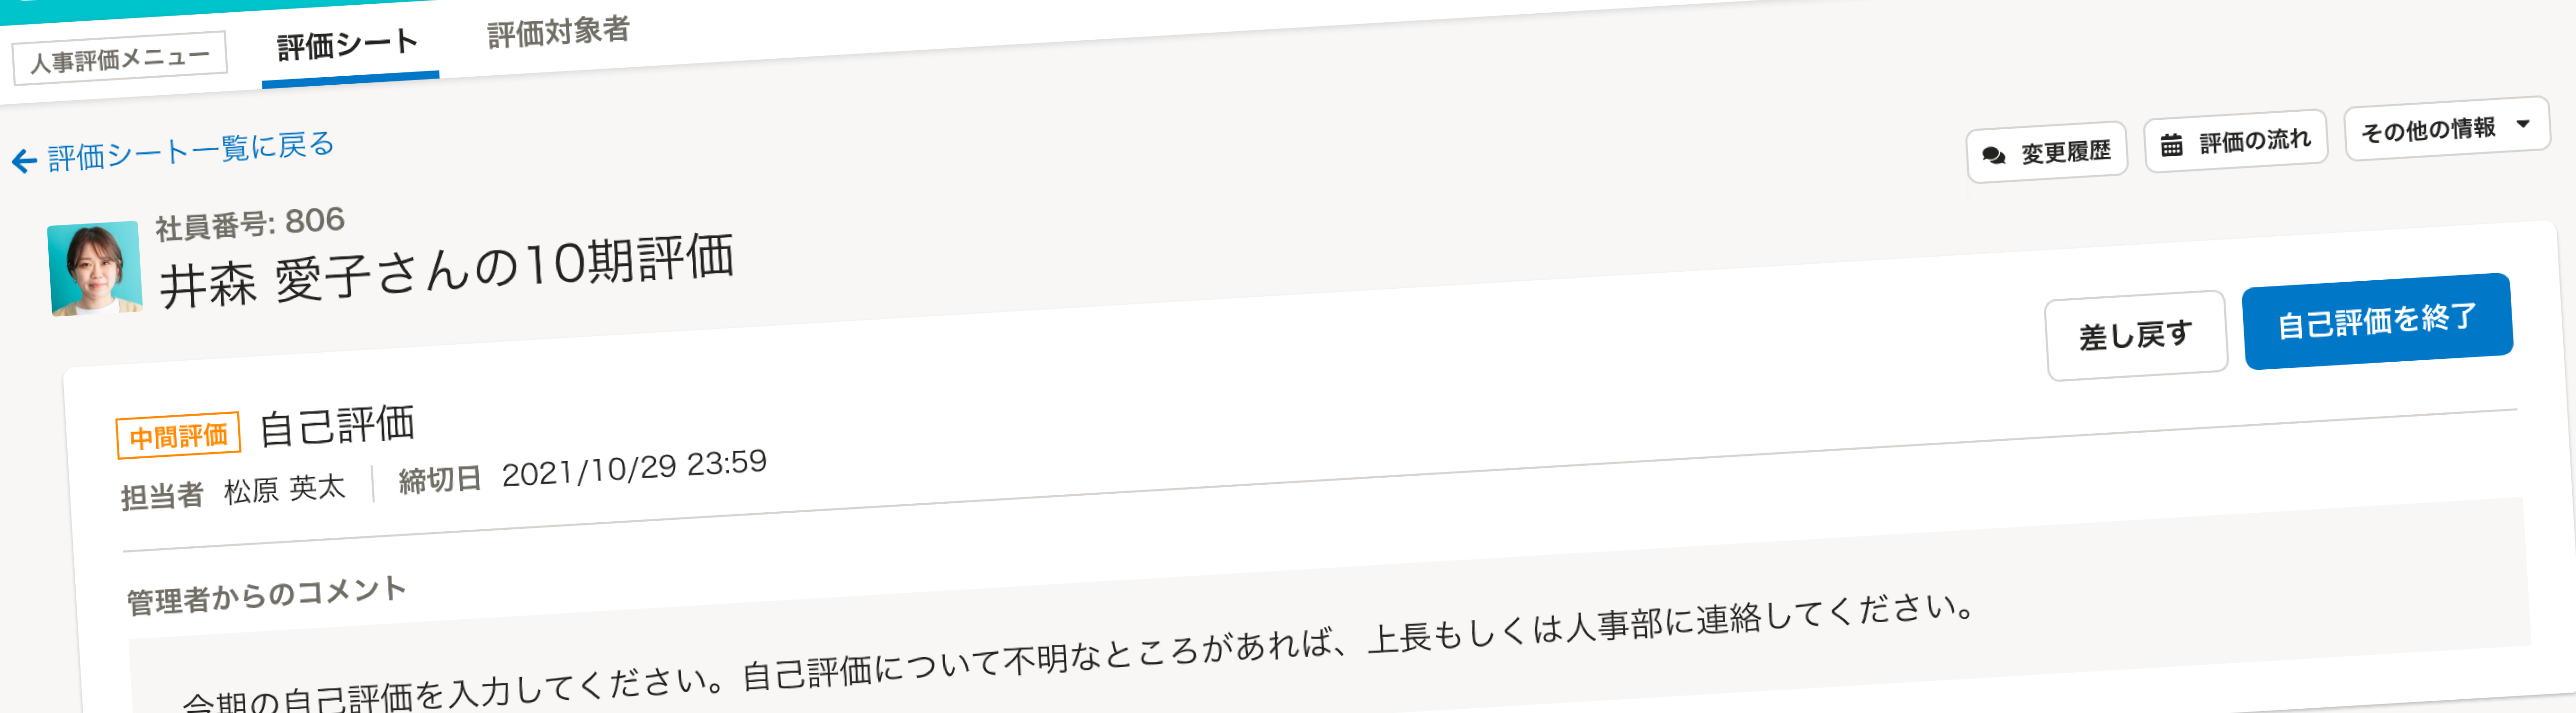 人事評価メニュー
評価シート
評価対象者
評価シート一覧に戻る
変更履歴
評価の流れ
その他の情報
社員番号: 806
井森 愛子さんの10期評価
差し戻す
自己評価を終了
中間評価 自己評価
担当者 松原 英太 締切日 2021/10/29 23:59
管理者からのコメント
今期の自己評価を入力してください。自己評価について不明なところがあれば、上長もしくは人事部に連絡してください。